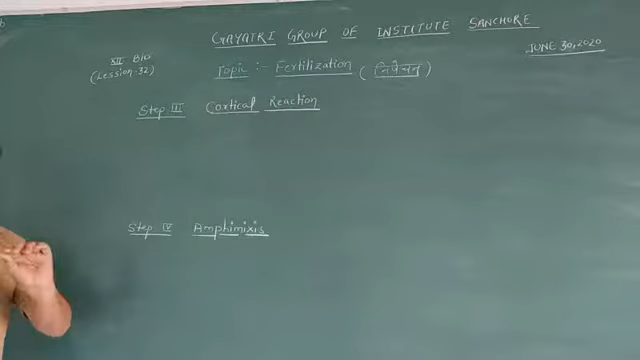 GAYATRI GROUP OF INSTITUTE SANCHORE
JUNE 30, 2020
XII Bio
(Lession-32)
Topic :- Fertilization (निषेचन)
Step III Cortical Reaction
Step IV Amphimixis